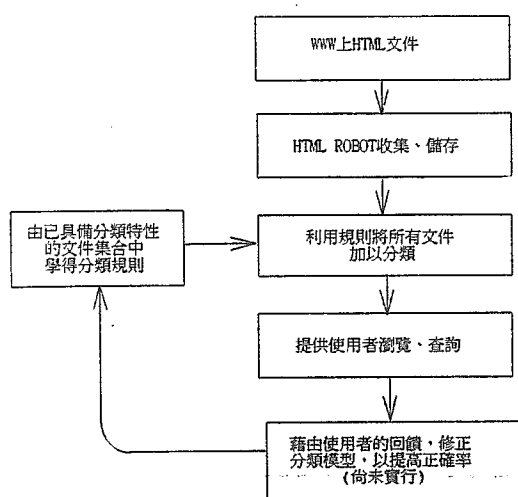 WWW上HTML文件
HTML ROBOT收集、儲存
由已具備分類特性
的文件集合中
學得分類規則
利用規則將所有文件
加以分類
提供使用者瀏覽、查詢
藉由使用者的回饋，修正
分類模型，以提高正確率
(尚未實行)